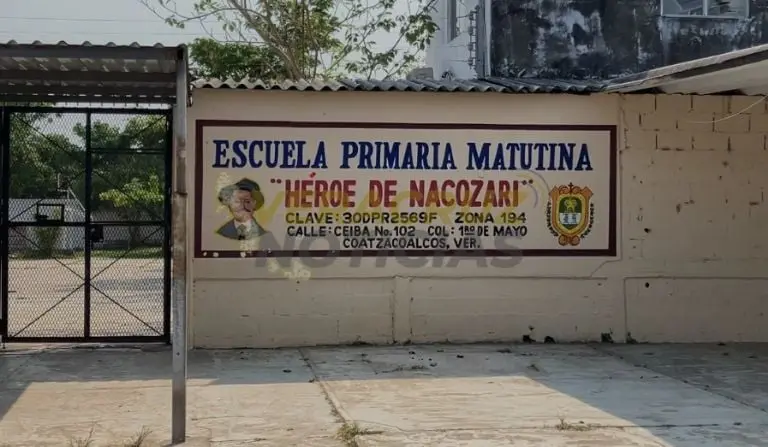 ESCUELA PRIMARIA MATUTINA
"HÉROE DE NACOZARI"
CLAVE: 30DPR2569F ZONA 194
CALLE: CEIBA No. 102 COL: 1RO DE MAYO
COATZACOALCOS, VER.
NOTICIAS